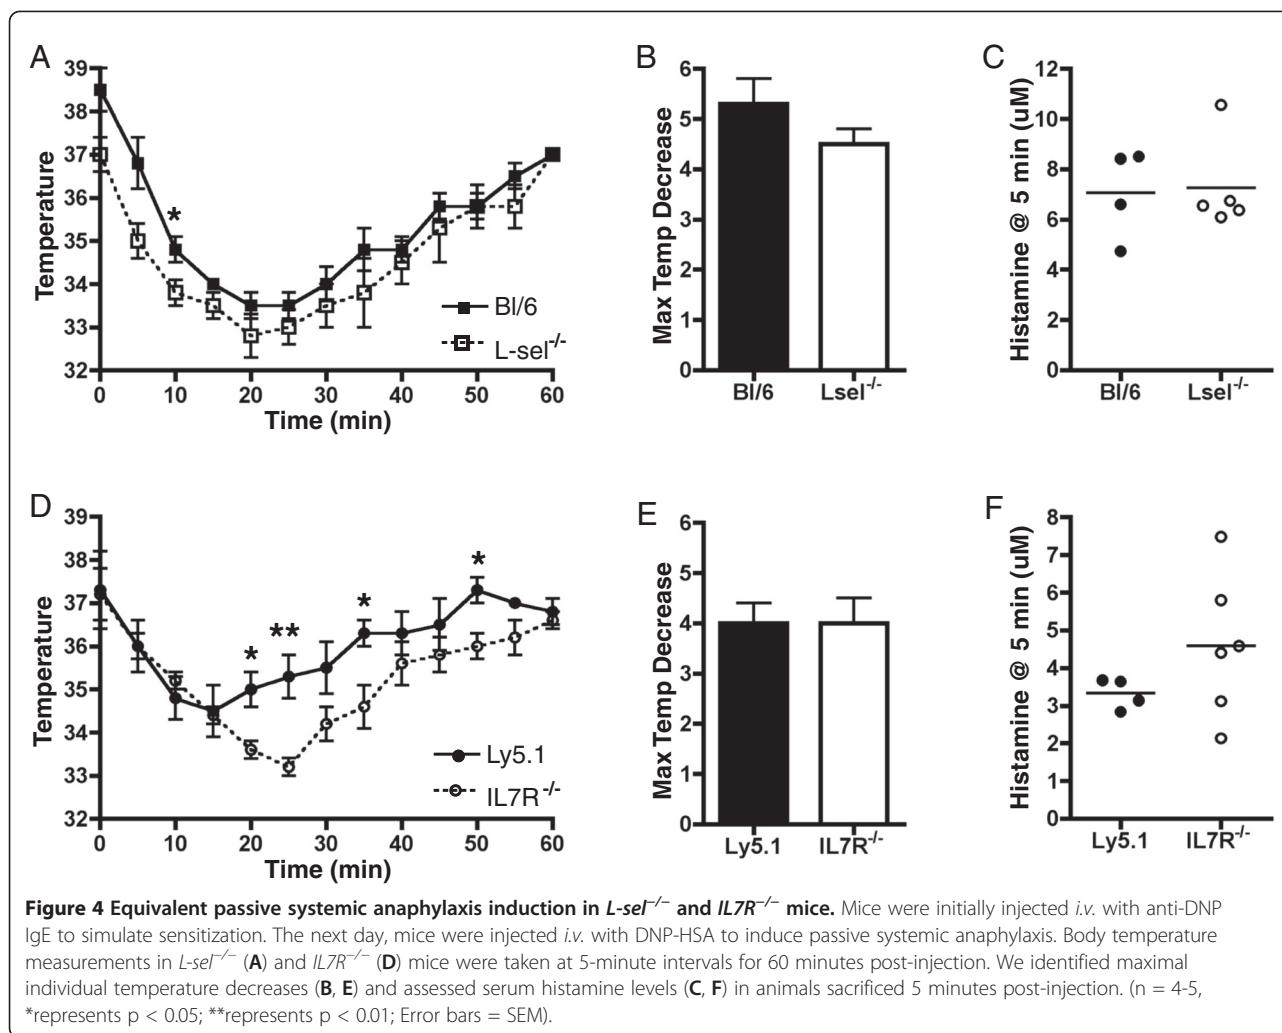 A
39
38
37
36
35
34
33
32
Temperature
*
Bl/6
L-sel-/-
0 10 20 30 40 50 60
Time (min)
B
6
5
4
3
2
1
0
Max Temp Decrease
Bl/6 Lsel-/-
C
12
10
8
6
4
2
0
Histamine @ 5 min (uM)
Bl/6 Lsel-/-
D
39
38
37
36
35
34
33
32
Temperature
* ** * *
Ly5.1
IL7R-/-
0 10 20 30 40 50 60
Time (min)
E
6
5
4
3
2
1
0
Max Temp Decrease
Ly5.1 IL7R-/-
F
8
7
6
5
4
3
2
1
0
Histamine @ 5 min (uM)
Ly5.1 IL7R-/-
Figure 4 Equivalent passive systemic anaphylaxis induction in L-sel−/− and IL7R−/− mice. Mice were initially injected i.v. with anti-DNP
IgE to simulate sensitization. The next day, mice were injected i.v. with DNP-HSA to induce passive systemic anaphylaxis. Body temperature
measurements in L-sel−/− (A) and IL7R−/− (D) mice were taken at 5-minute intervals for 60 minutes post-injection. We identified maximal
individual temperature decreases (B, E) and assessed serum histamine levels (C, F) in animals sacrificed 5 minutes post-injection. (n = 4-5,
*represents p < 0.05; **represents p < 0.01; Error bars = SEM).